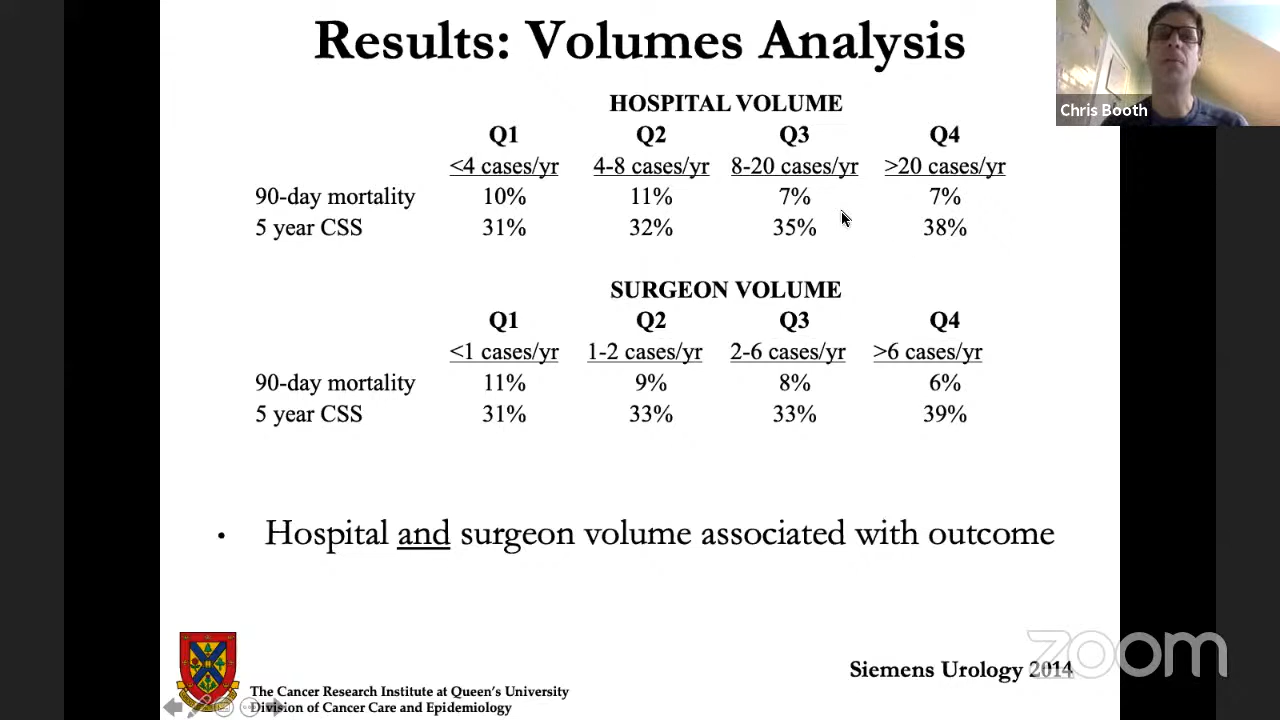 Results: Volumes Analysis
Chris Booth
HOSPITAL VOLUME
Q1 Q2 Q3 Q4
<4 cases/yr 4-8 cases/yr 8-20 cases/yr >20 cases/yr
90-day mortality 10% 11% 7% 7%
5 year CSS 31% 32% 35% 38%
SURGEON VOLUME
Q1 Q2 Q3 Q4
<1 cases/yr 1-2 cases/yr 2-6 cases/yr >6 cases/yr
90-day mortality 11% 9% 8% 6%
5 year CSS 31% 33% 33% 39%
• Hospital and surgeon volume associated with outcome
zoom
Siemens Urology 2014
The Cancer Research Institute at Queen's University
Division of Cancer Care and Epidemiology